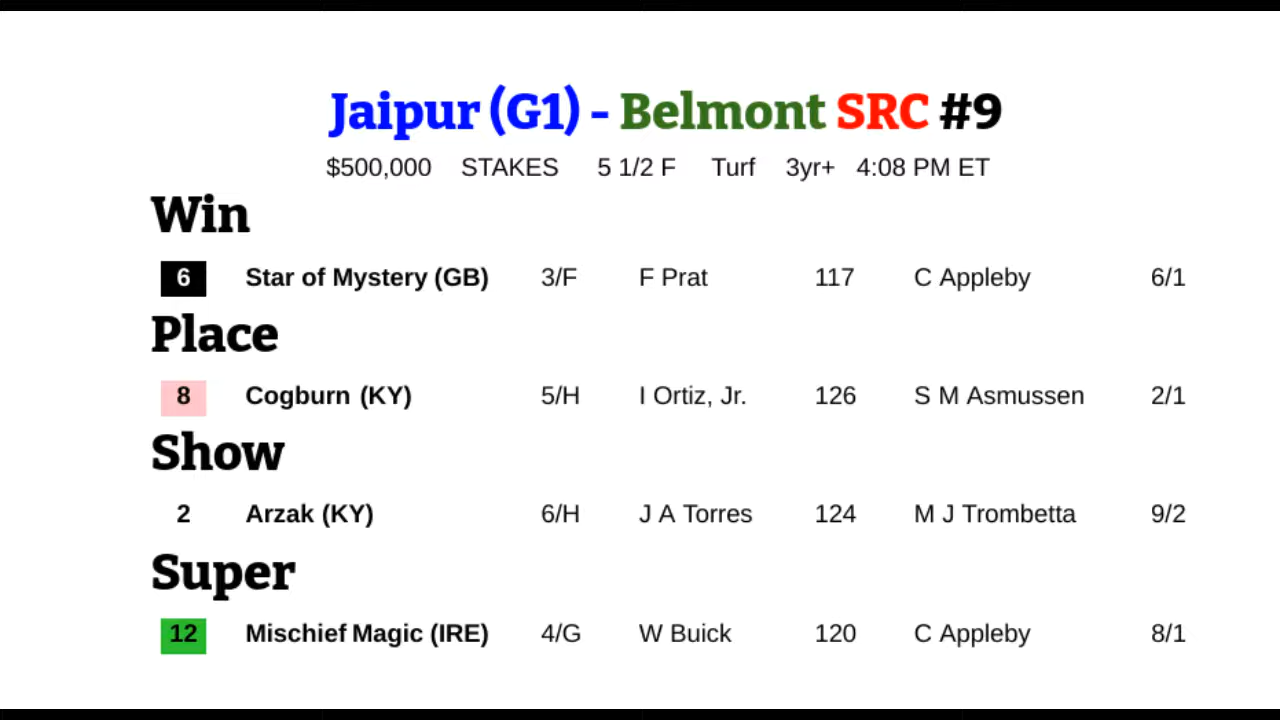 Jaipur (G1) - Belmont SRC #9
$500,000 STAKES 5 1/2 F Turf 3yr+ 4:08 PM ET
Win
6 Star of Mystery (GB) 3/F F Prat 117 C Appleby 6/1
Place
8 Cogburn (KY) 5/H I Ortiz, Jr. 126 S M Asmussen 2/1
Show
2 Arzak (KY) 6/H J A Torres 124 M J Trombetta 9/2
Super
12 Mischief Magic (IRE) 4/G W Buick 120 C Appleby 8/1